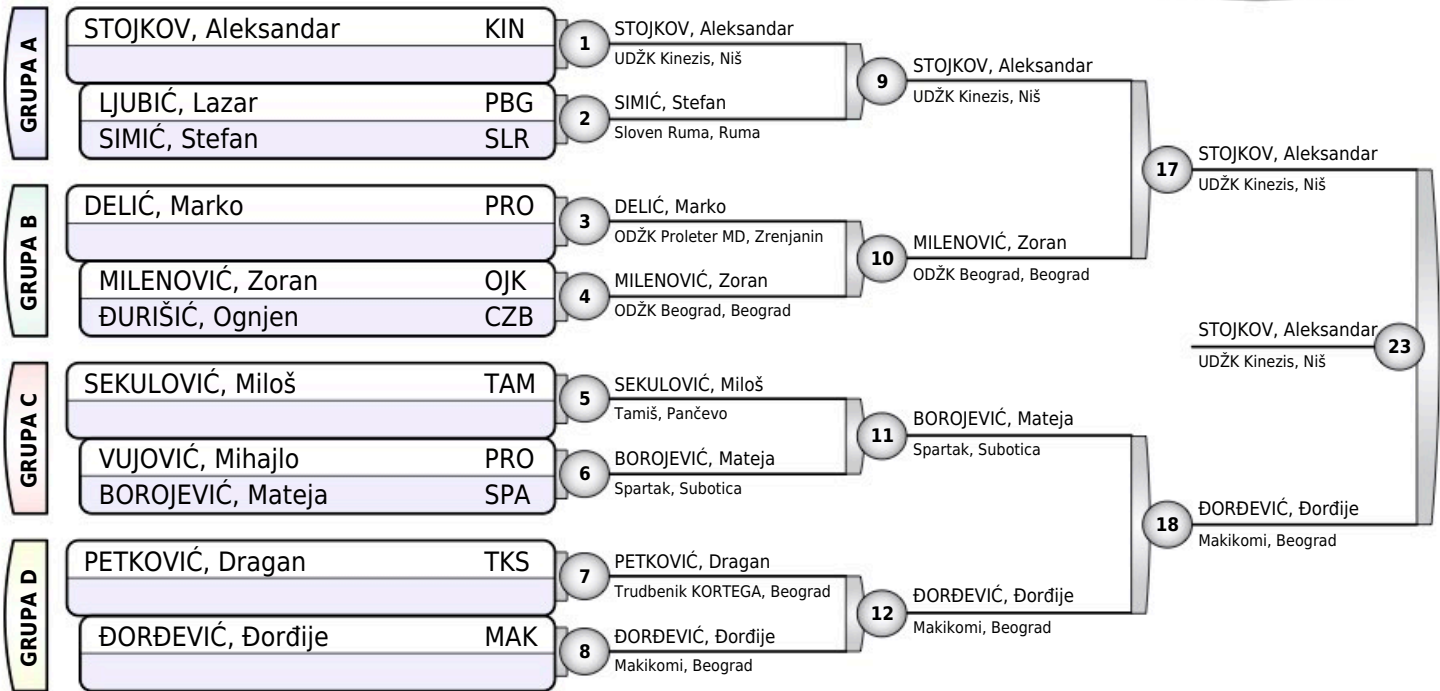 GRUPA A
STOJKOV, Aleksandar KIN
LJUBIĆ, Lazar PBG
SIMIĆ, Stefan SLR
GRUPA B
DELIĆ, Marko PRO
MILENOVIĆ, Zoran OJK
ĐURIŠIĆ, Ognjen CZB
GRUPA C
SEKULOVIĆ, Miloš TAM
VUJOVIĆ, Mihajlo PRO
BOROJEVIĆ, Mateja SPA
GRUPA D
PETKOVIĆ, Dragan TKS
ĐORĐEVIĆ, Đorđije MAK
1
STOJKOV, Aleksandar
UDŽK Kinezis, Niš
2
SIMIĆ, Stefan
Sloven Ruma, Ruma
3
DELIĆ, Marko
ODŽK Proleter MD, Zrenjanin
4
MILENOVIĆ, Zoran
ODŽK Beograd, Beograd
5
SEKULOVIĆ, Miloš
Tamiš, Pančevo
6
BOROJEVIĆ, Mateja
Spartak, Subotica
7
PETKOVIĆ, Dragan
Trudbenik KORTEGA, Beograd
8
ĐORĐEVIĆ, Đorđije
Makikomi, Beograd
9
STOJKOV, Aleksandar
UDŽK Kinezis, Niš
10
MILENOVIĆ, Zoran
ODŽK Beograd, Beograd
11
BOROJEVIĆ, Mateja
Spartak, Subotica
12
ĐORĐEVIĆ, Đorđije
Makikomi, Beograd
17
STOJKOV, Aleksandar
UDŽK Kinezis, Niš
18
ĐORĐEVIĆ, Đorđije
Makikomi, Beograd
STOJKOV, Aleksandar
UDŽK Kinezis, Niš
23